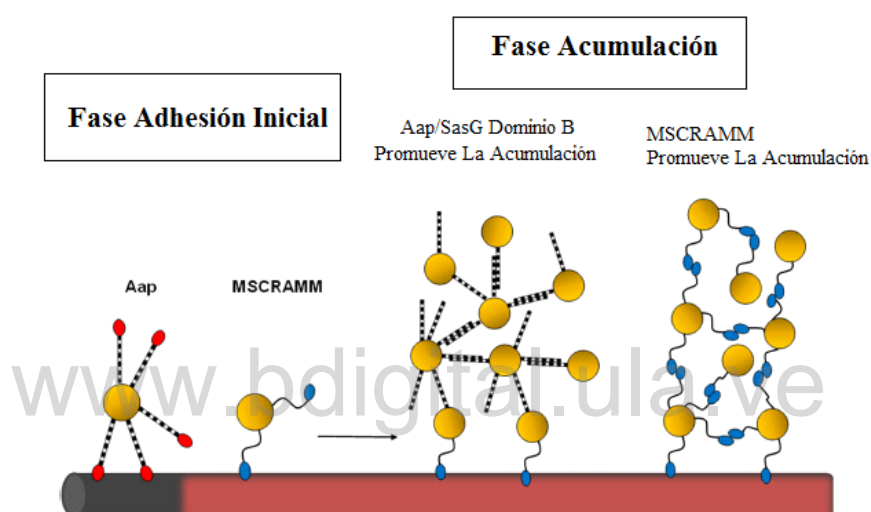 Fase Adhesión Inicial
Fase Acumulación
Aap/SasG Dominio B
Promueve La Acumulación
MSCRAMM
Promueve La Acumulación
Aap
MSCRAMM
www.bdigital.ula.ve